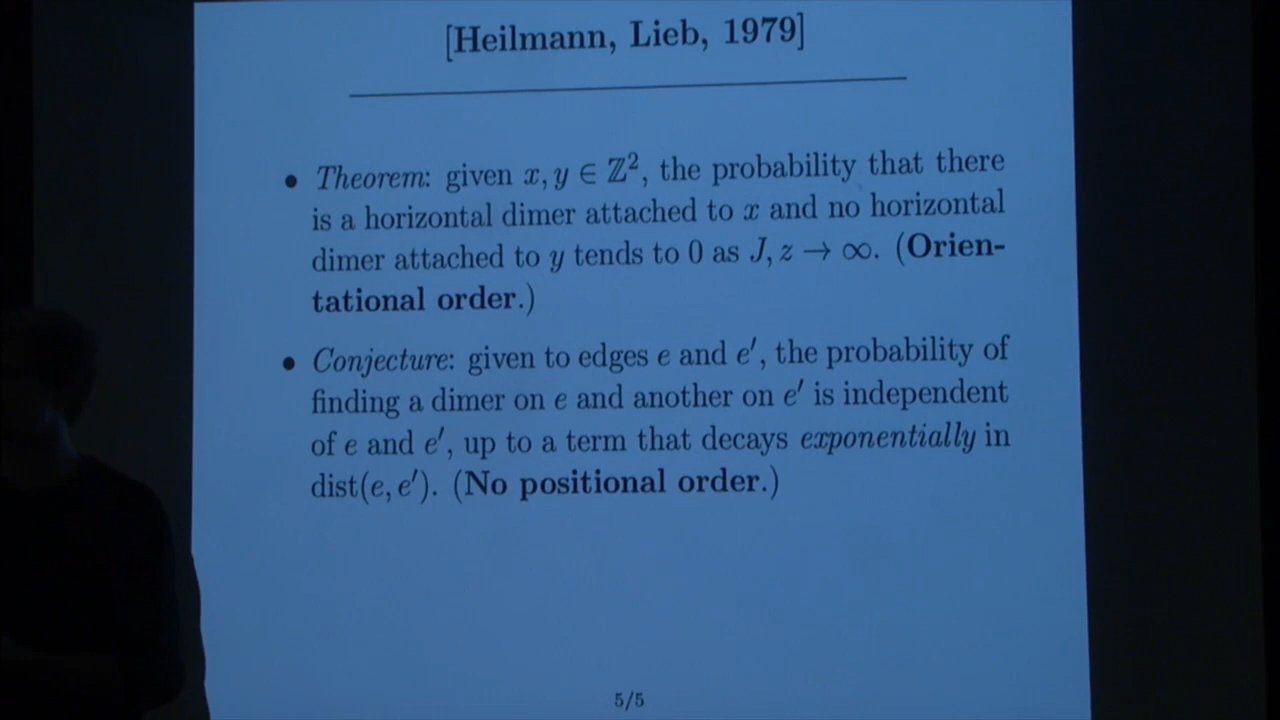 [Heilmann, Lieb, 1979]
• Theorem: given x, y ∈ ℤ², the probability that there
is a horizontal dimer attached to x and no horizontal
dimer attached to y tends to 0 as J, z → ∞. (Orien-
tational order.)
• Conjecture: given to edges e and e′, the probability of
finding a dimer on e and another on e′ is independent
of e and e′, up to a term that decays exponentially in
dist(e, e′). (No positional order.)
5/5